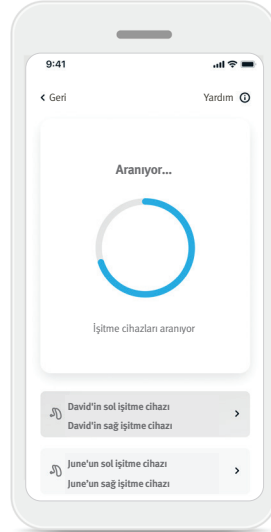 9:41
Geri
Yardım
Aranıyor...
İşitme cihazları aranıyor
David'in sol işitme cihazı
David'in sağ işitme cihazı
June'un sol işitme cihazı
June'un sağ işitme cihazı